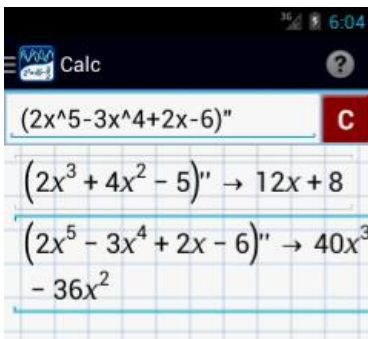 3G 6:04
Calc ?
(2x^5-3x^4+2x-6)" C
(2x³ + 4x² − 5)'' → 12x + 8
(2x⁵ − 3x⁴ + 2x − 6)'' → 40x³
− 36x²